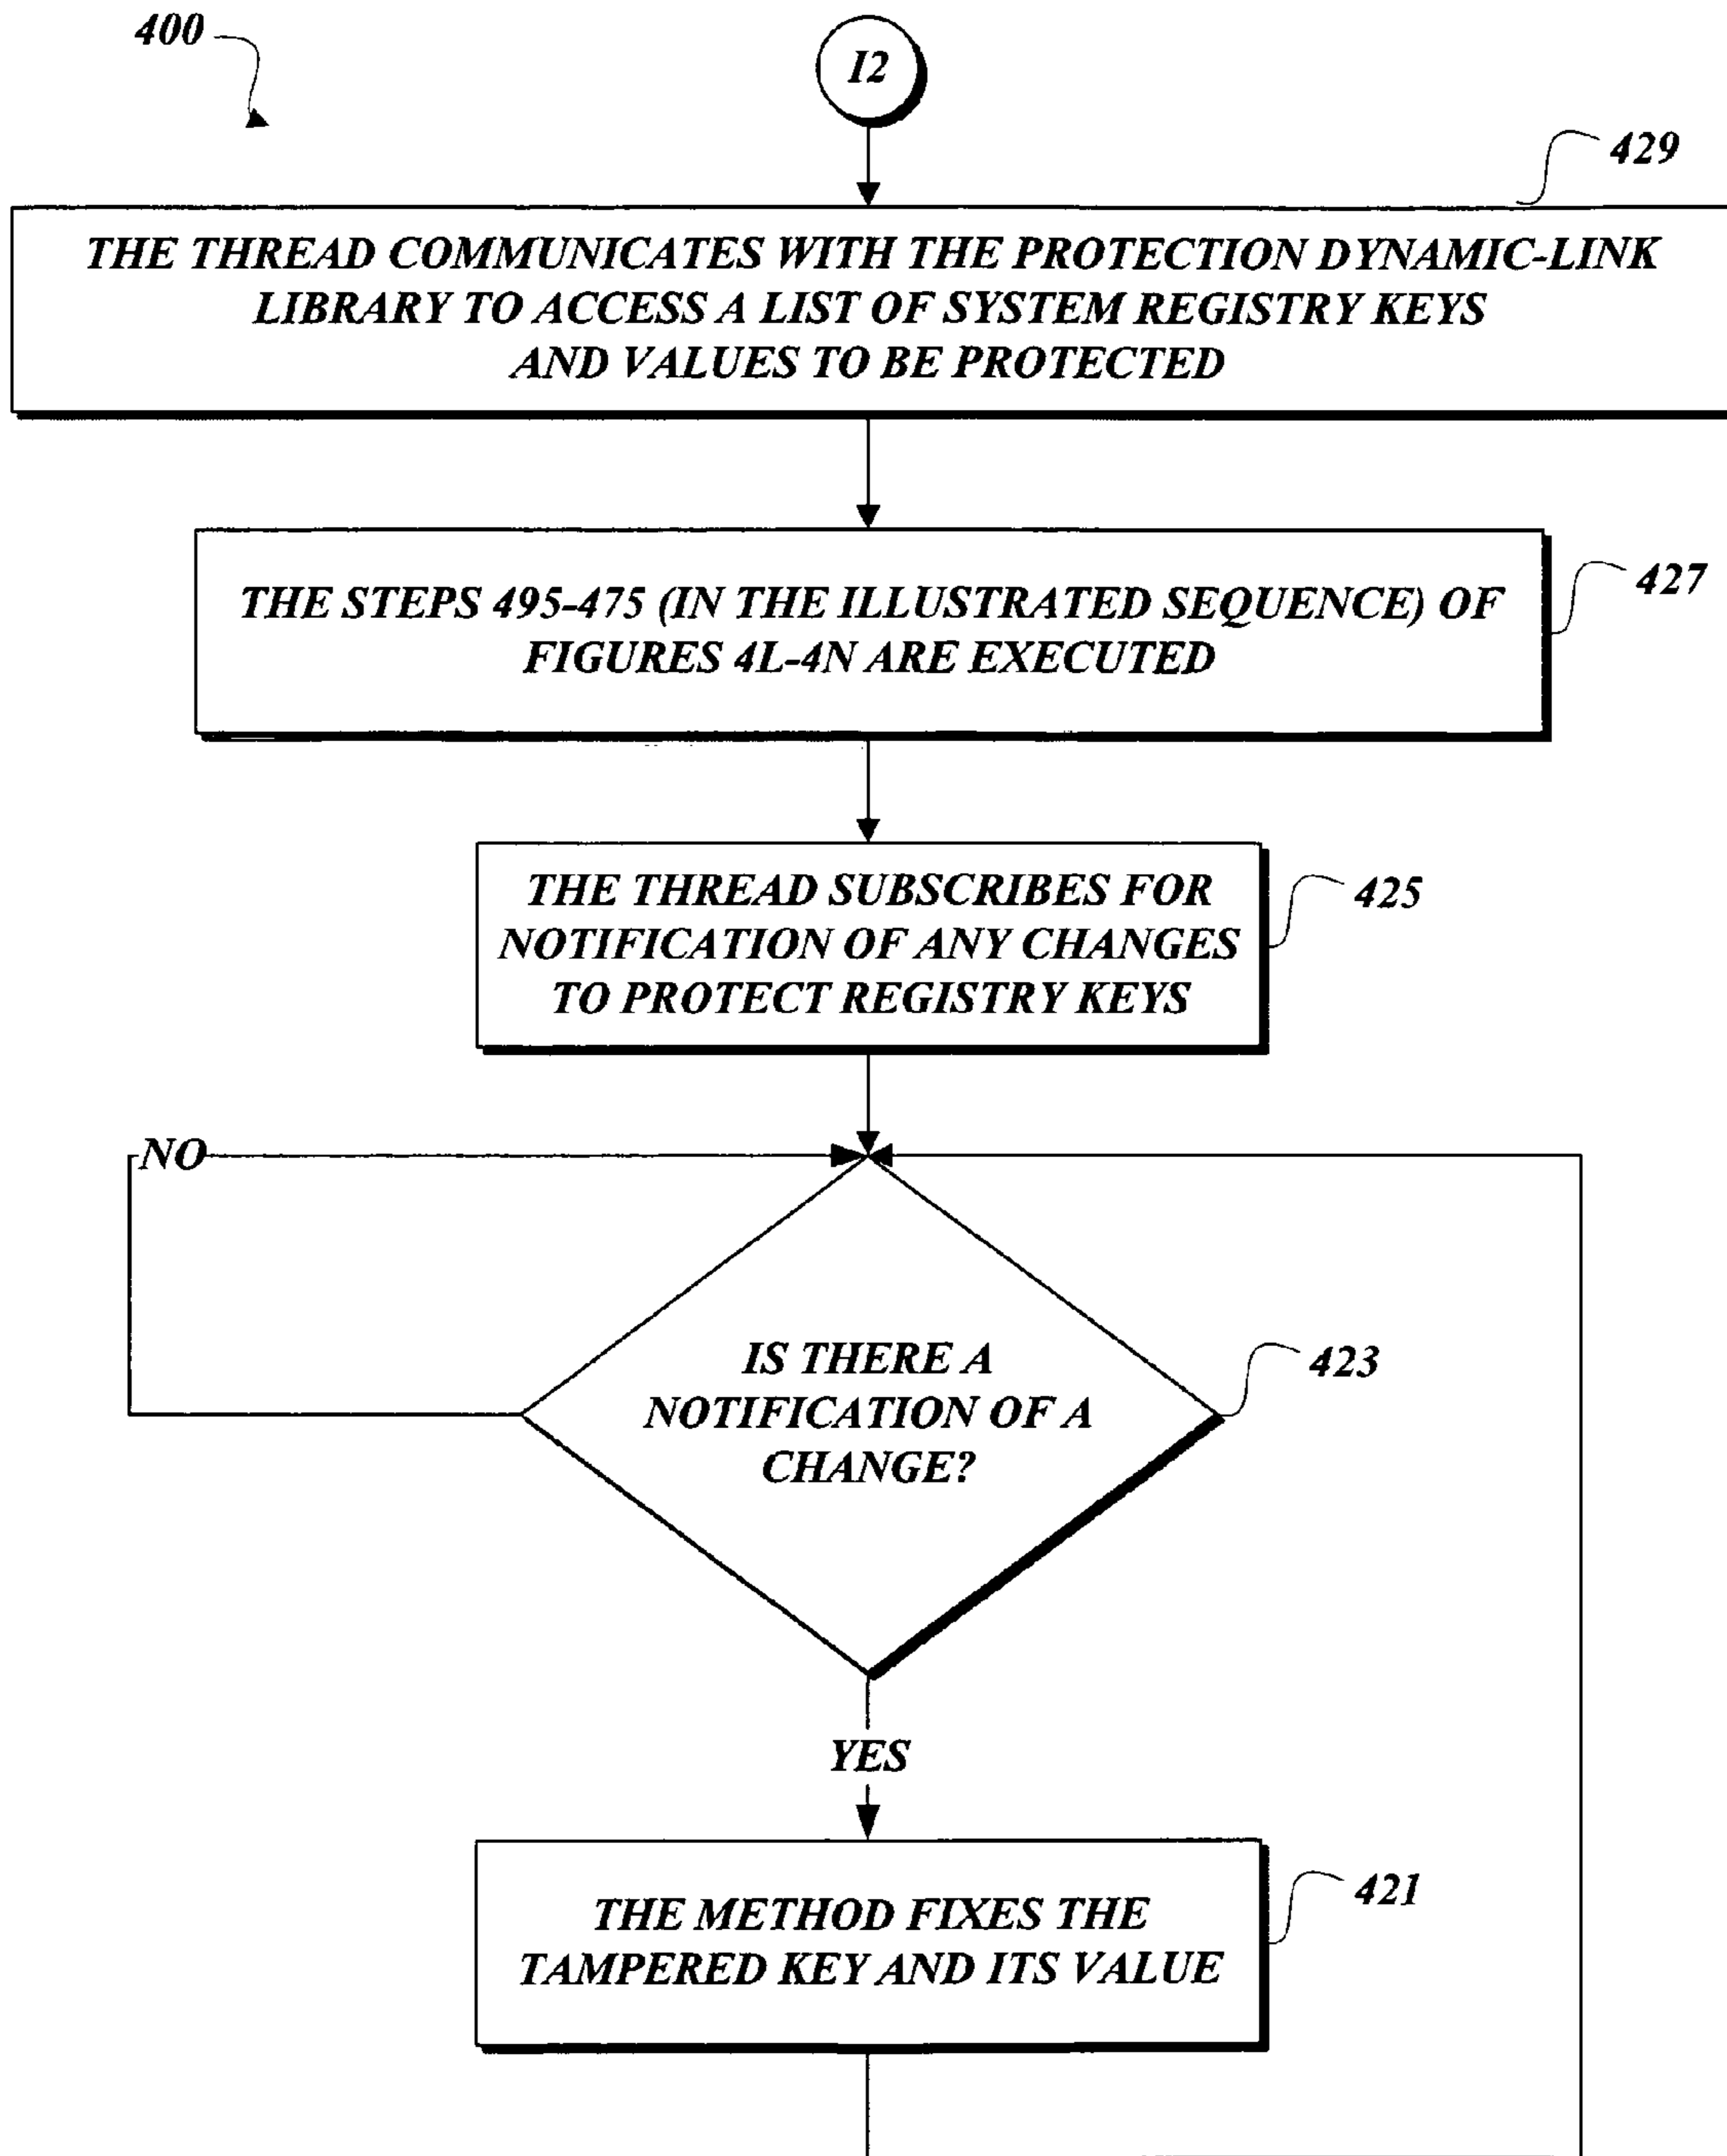 400
I2
429
THE THREAD COMMUNICATES WITH THE PROTECTION DYNAMIC-LINK
LIBRARY TO ACCESS A LIST OF SYSTEM REGISTRY KEYS
AND VALUES TO BE PROTECTED
427
THE STEPS 495-475 (IN THE ILLUSTRATED SEQUENCE) OF
FIGURES 4L-4N ARE EXECUTED
425
THE THREAD SUBSCRIBES FOR
NOTIFICATION OF ANY CHANGES
TO PROTECT REGISTRY KEYS
NO
423
IS THERE A
NOTIFICATION OF A
CHANGE?
YES
421
THE METHOD FIXES THE
TAMPERED KEY AND ITS VALUE